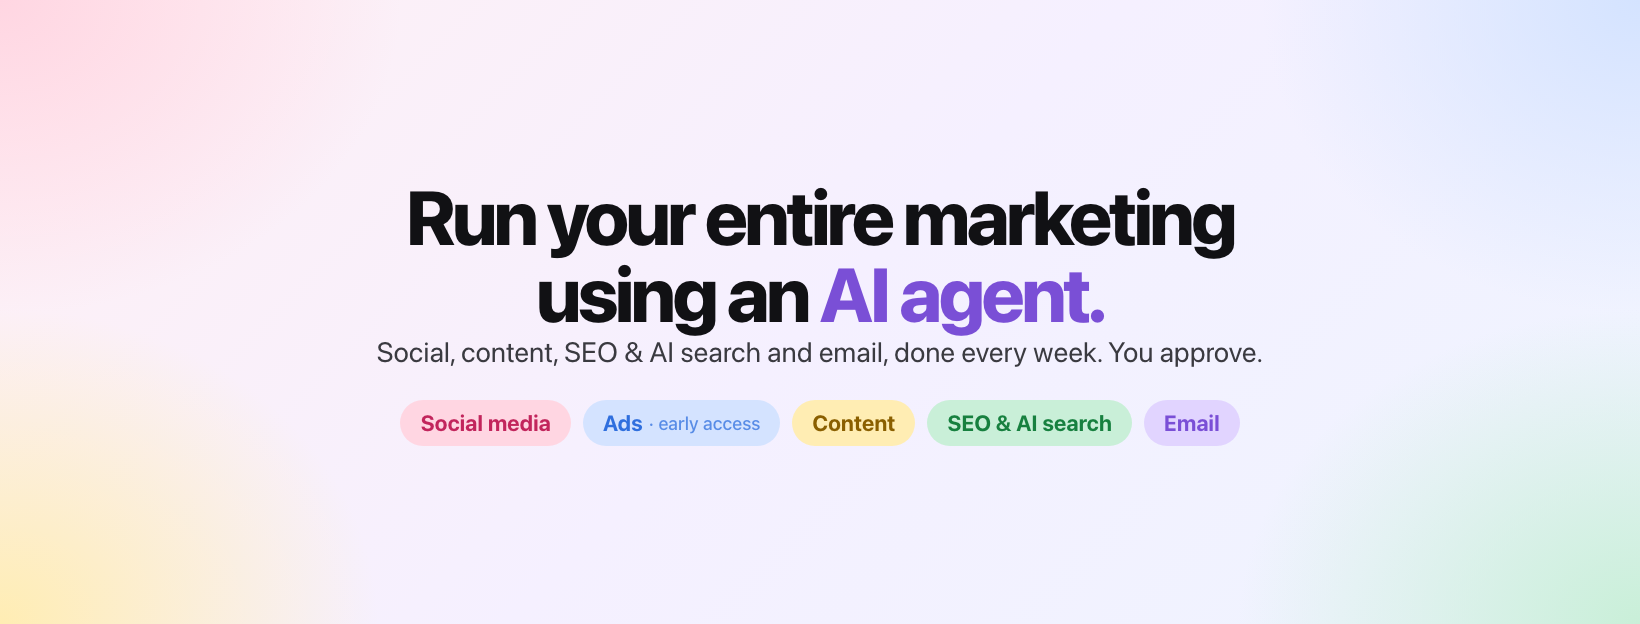 Run your entire marketing
using an AI agent.
Social, content, SEO & AI search and email, done every week. You approve.
Social media
Ads · early access
Content
SEO & AI search
Email